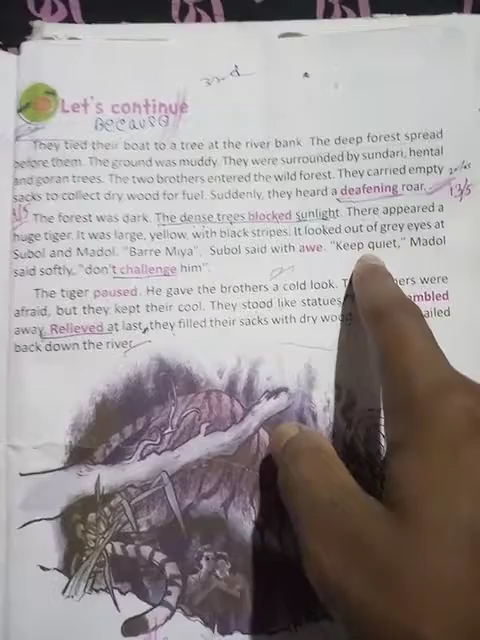 3rd
Let's continue
Because
They tied their boat to a tree at the river bank. The deep forest spread
before them. The ground was muddy. They were surrounded by sundari, hental
and goran trees. The two brothers entered the wild forest. They carried empty
sacks to collect dry wood for fuel. Suddenly, they heard a deafening roar.
13/5
The forest was dark. The dense trees blocked sunlight. There appeared a
huge tiger. It was large, yellow, with black stripes. It looked out of grey eyes at
Subol and Madol. "Barre Miya", Subol said with awe. "Keep quiet," Madol
said softly, "don't challenge him".
The tiger paused. He gave the brothers a cold look. were
afraid, but they kept their cool. They stood like statues
away. Relieved at last, they filled their sacks with dry
back down the river.